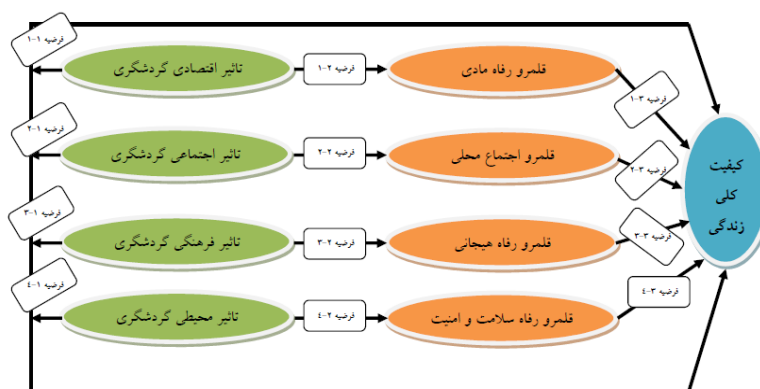 فرضیه ۱-۱
تاثیر اقتصادی گردشگری
فرضیه ۲-۱
قلمرو رفاه مادی
فرضیه ۳-۱
فرضیه ۱-۲
تاثیر اجتماعی گردشگری
فرضیه ۲-۲
قلمرو اجتماع محلی
فرضیه ۳-۲
فرضیه ۱-۳
تاثیر فرهنگی گردشگری
فرضیه ۲-۳
قلمرو رفاه هیجانی
فرضیه ۳-۳
فرضیه ۱-٤
تاثیر محیطی گردشگری
فرضیه ۲-٤
قلمرو رفاه سلامت و امنیت
فرضیه ۳-٤
کیفیت
کلی
زندگی